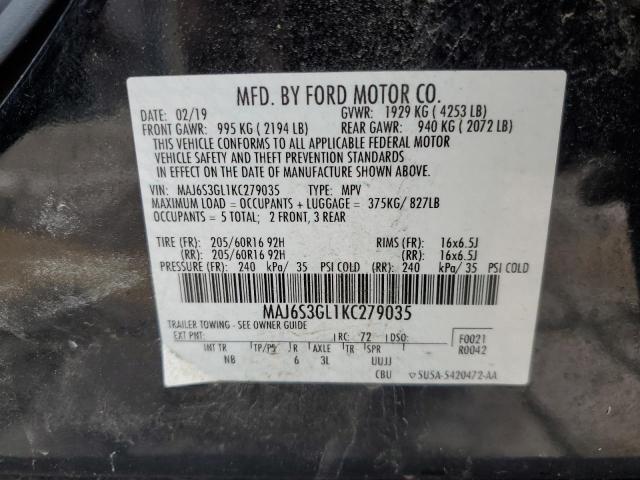 MFD. BY FORD MOTOR CO.
DATE: 02/19 GVWR: 1929 KG ( 4253 LB)
FRONT GAWR: 995 KG ( 2194 LB) REAR GAWR: 940 KG ( 2072 LB)
THIS VEHICLE CONFORMS TO ALL APPLICABLE FEDERAL MOTOR
VEHICLE SAFETY AND THEFT PREVENTION STANDARDS
IN EFFECT ON THE DATE OF MANUFACTURE SHOWN ABOVE.
VIN: MAJ6S3GL1KC279035 TYPE: MPV
MAXIMUM LOAD = OCCUPANTS + LUGGAGE = 375KG/ 827LB
OCCUPANTS = 5 TOTAL; 2 FRONT, 3 REAR
TIRE (FR): 205/60R16 92H RIMS (FR): 16x6.5J
(RR): 205/60R16 92H (RR): 16x6.5J
PRESSURE (FR): 240 kPa/ 35 PSI COLD (RR): 240 kPa/ 35 PSI COLD
MAJ6S3GL1KC279035
TRAILER TOWING - SEE OWNER GUIDE
EXT PNT: RC: 72 DSO: F0021
INT TR TP/PS R AXLE TR SPR R0042
NB 6 3L UUJJ
CBU SUSA-5420472-AA